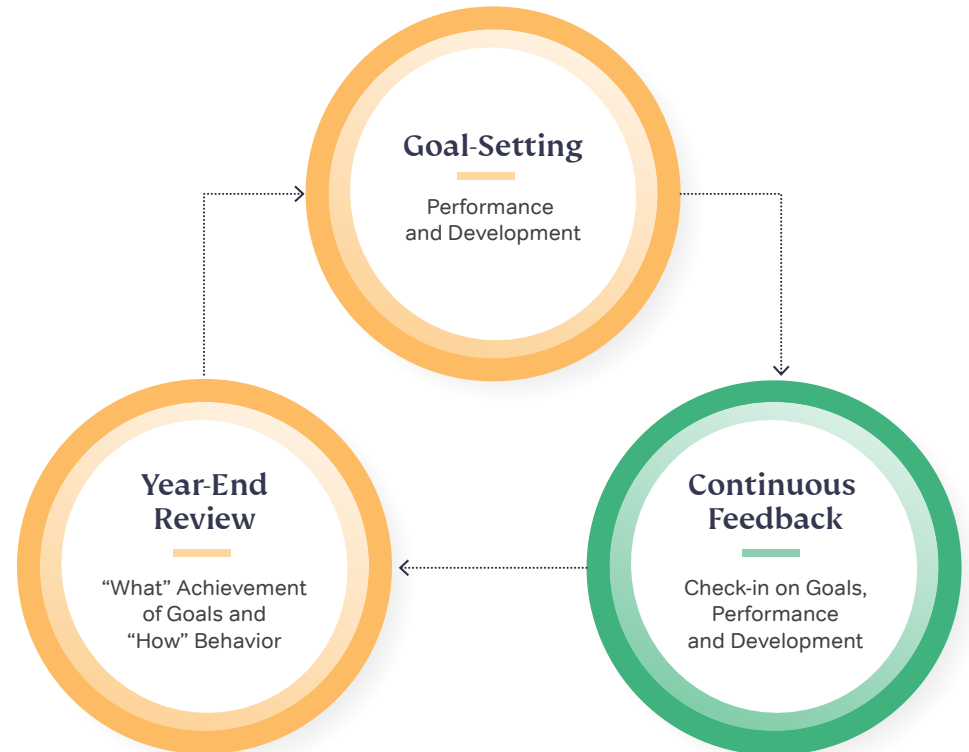 Goal-Setting
Performance
and Development
Year-End
Review
“What” Achievement
of Goals and
“How” Behavior
Continuous
Feedback
Check-in on Goals,
Performance
and Development